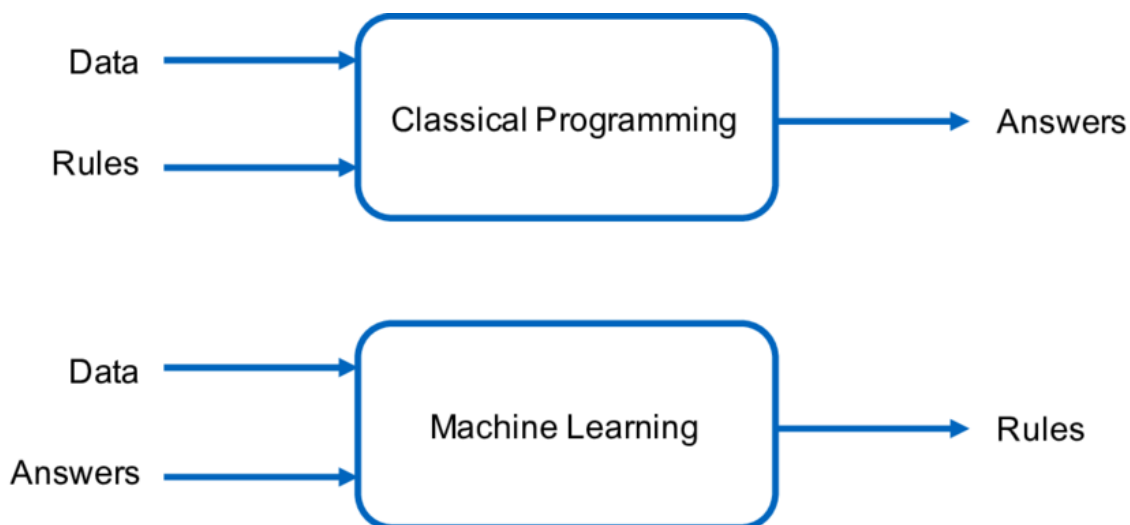 Data
Classical Programming
Answers
Rules
Data
Machine Learning
Rules
Answers